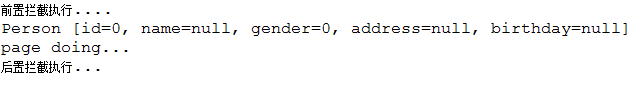 前置拦截执行....
Person [id=0, name=null, gender=0, address=null, birthday=null]
page doing...
后置拦截执行...